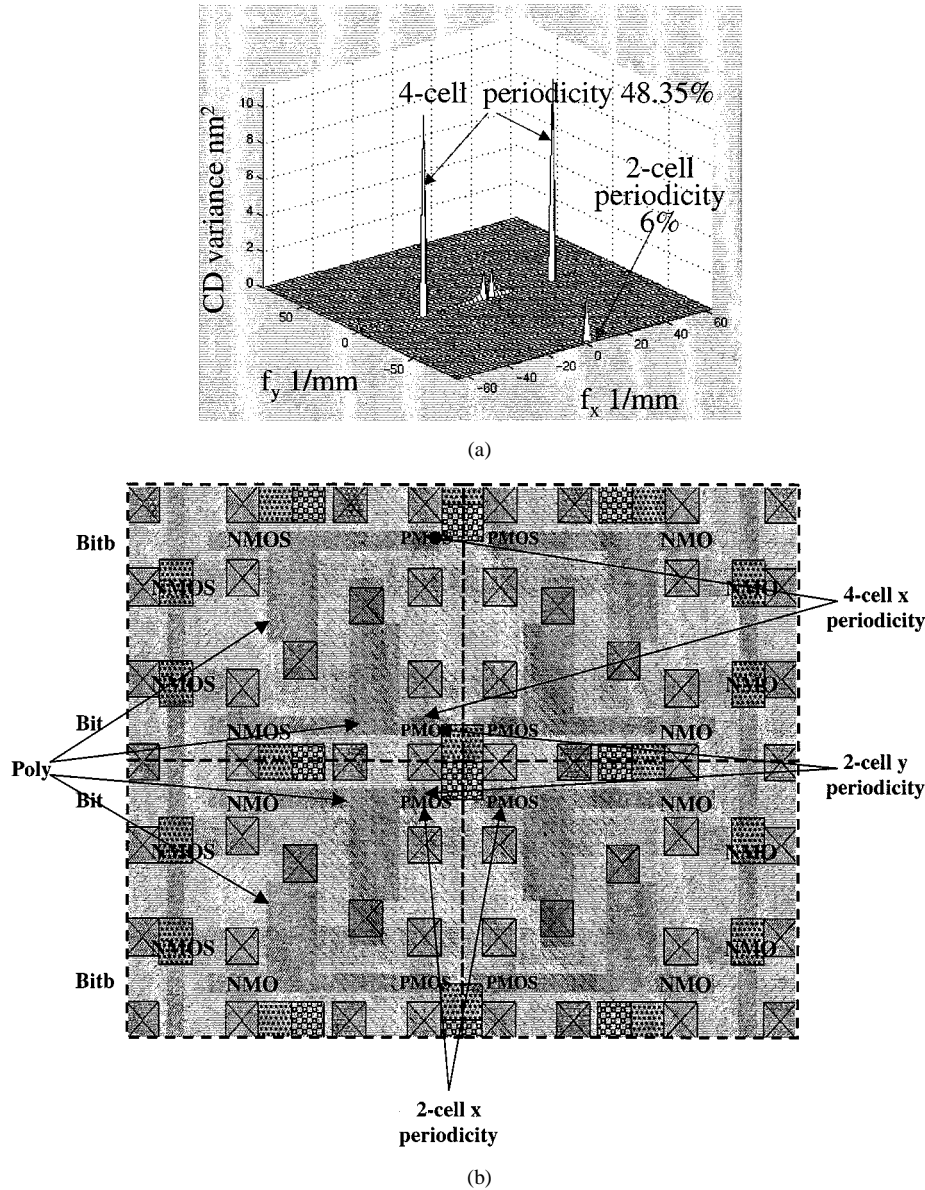 4-cell periodicity 48.35%
2-cell
periodicity
6%
CD variance nm²
10
8
6
4
2
0
50
0
-50
-60
-40
-20
0
20
40
60
f_y 1/mm
f_x 1/mm
(a)
Bitb
NMOS
PMOS
PMOS
NMO
NMOS
NMO
4-cell x
periodicity
NMOS
NMO
Bit
NMOS
PMOS
PMOS
NMO
Poly
2-cell y
periodicity
Bit
NMO
PMOS
PMOS
NMO
NMOS
NMO
NMOS
NMO
Bitb
NMO
PMOS
PMOS
NMO
2-cell x
periodicity
(b)